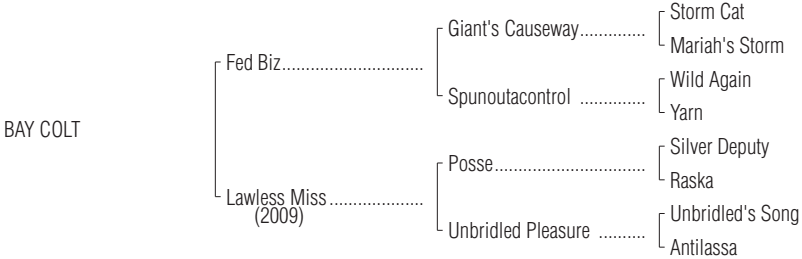 Storm Cat
Giant's Causeway..............
Mariah's Storm
Fed Biz..............................
Wild Again
Spunoutacontrol ..............
Yarn
BAY COLT
Silver Deputy
Posse................................
Raska
Lawless Miss....................
(2009)
Unbridled's Song
Unbridled Pleasure ..........
Antilassa